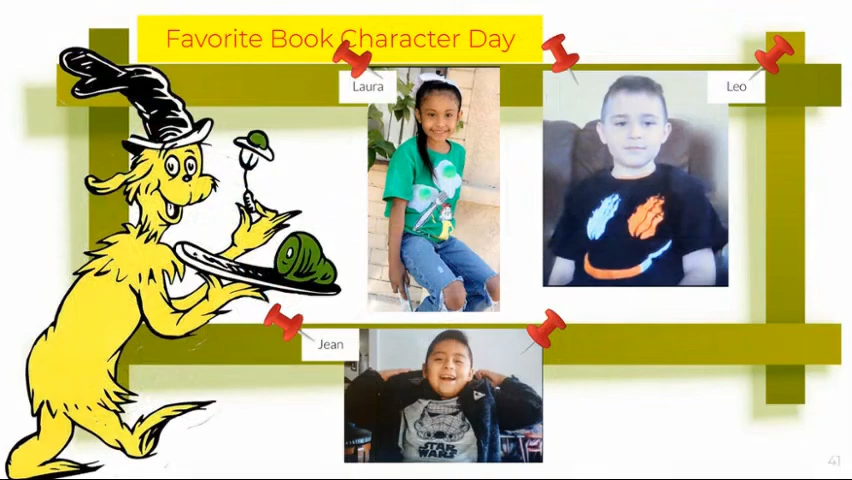 Favorite Book Character Day
Laura
Leo
Jean
STAR
WARS
41